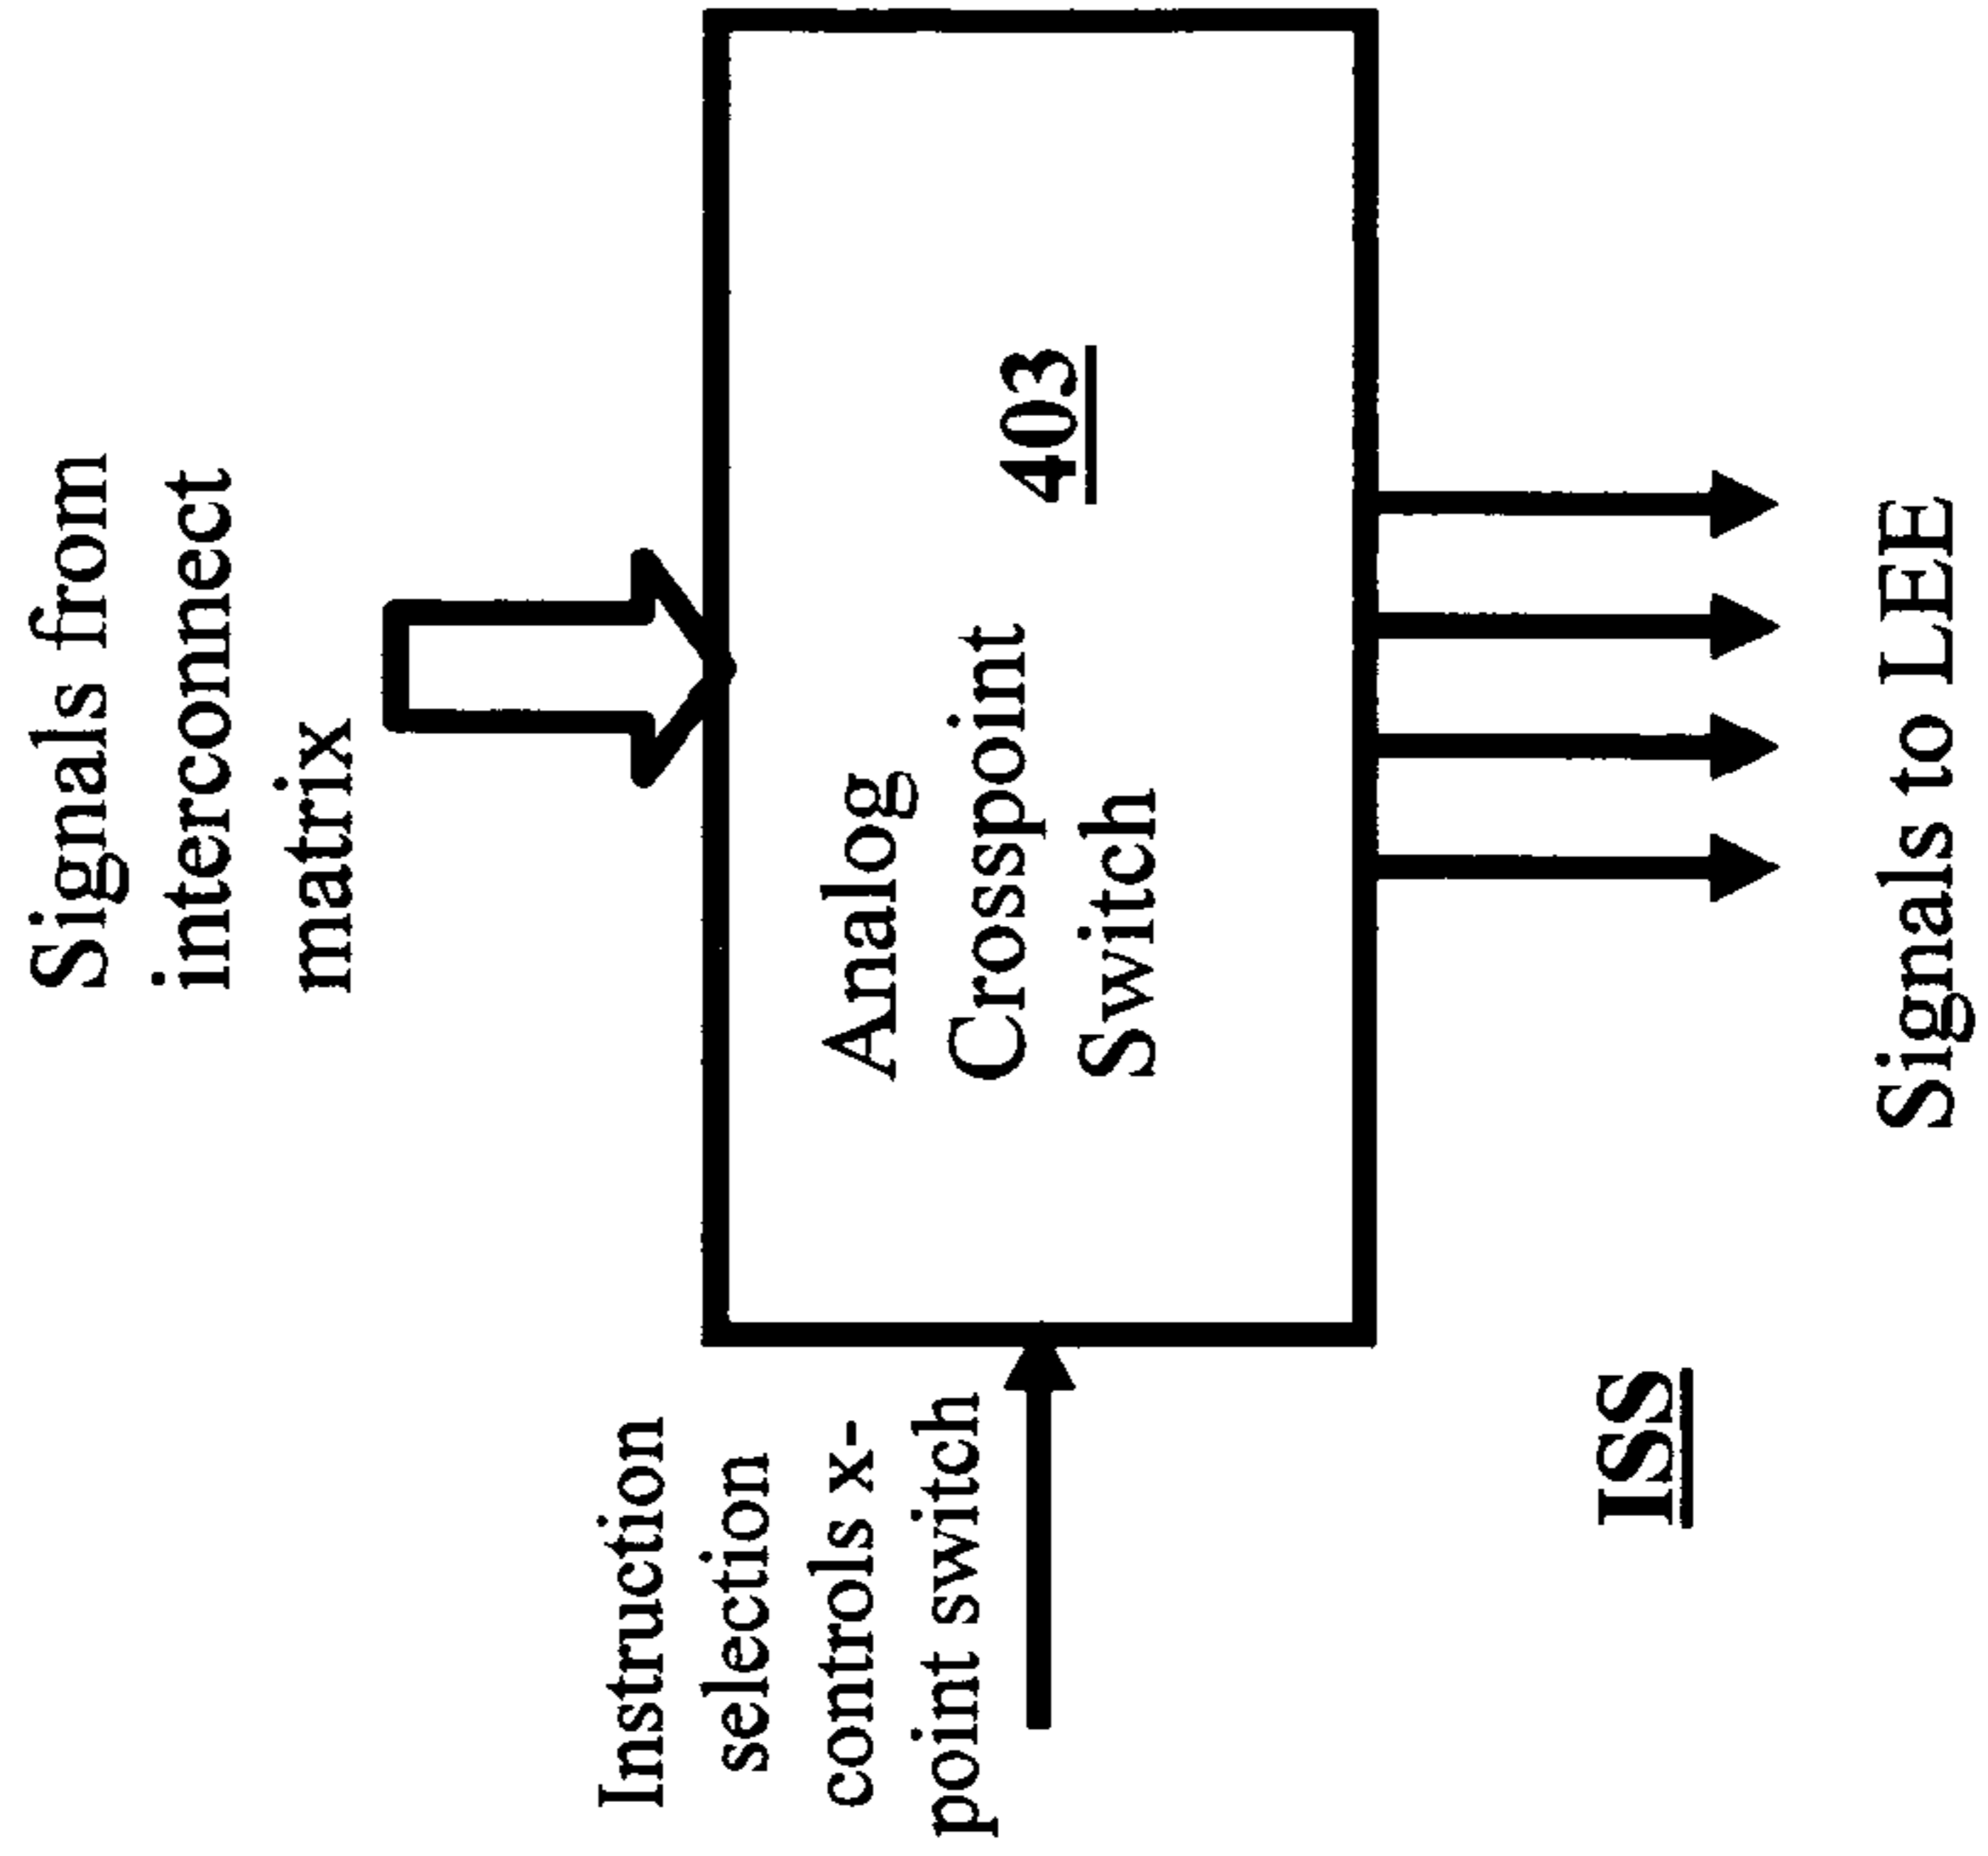 Signals from
interconnect
matrix
Instruction
selection
controls x-
point switch
Analog
Crosspoint
Switch
403
ISS
Signals to LEE